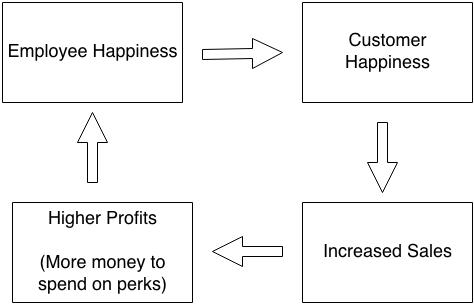 Employee Happiness
Customer
Happiness
Higher Profits
(More money to
spend on perks)
Increased Sales